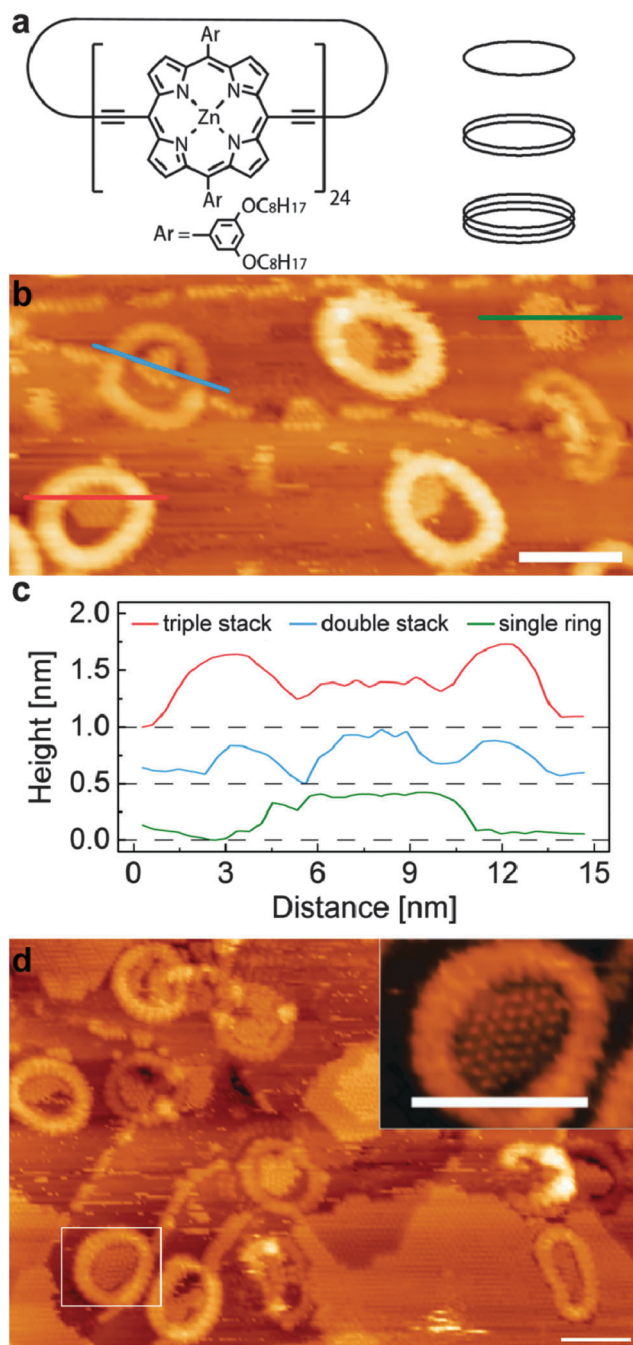 a
Ar
N
N
Zn
N
N
Ar
24
OC8H17
Ar =
OC8H17
b
c
2.0
triple stack double stack single ring
1.5
1.0
0.5
0.0
Height [nm]
0 3 6 9 12 15
Distance [nm]
d